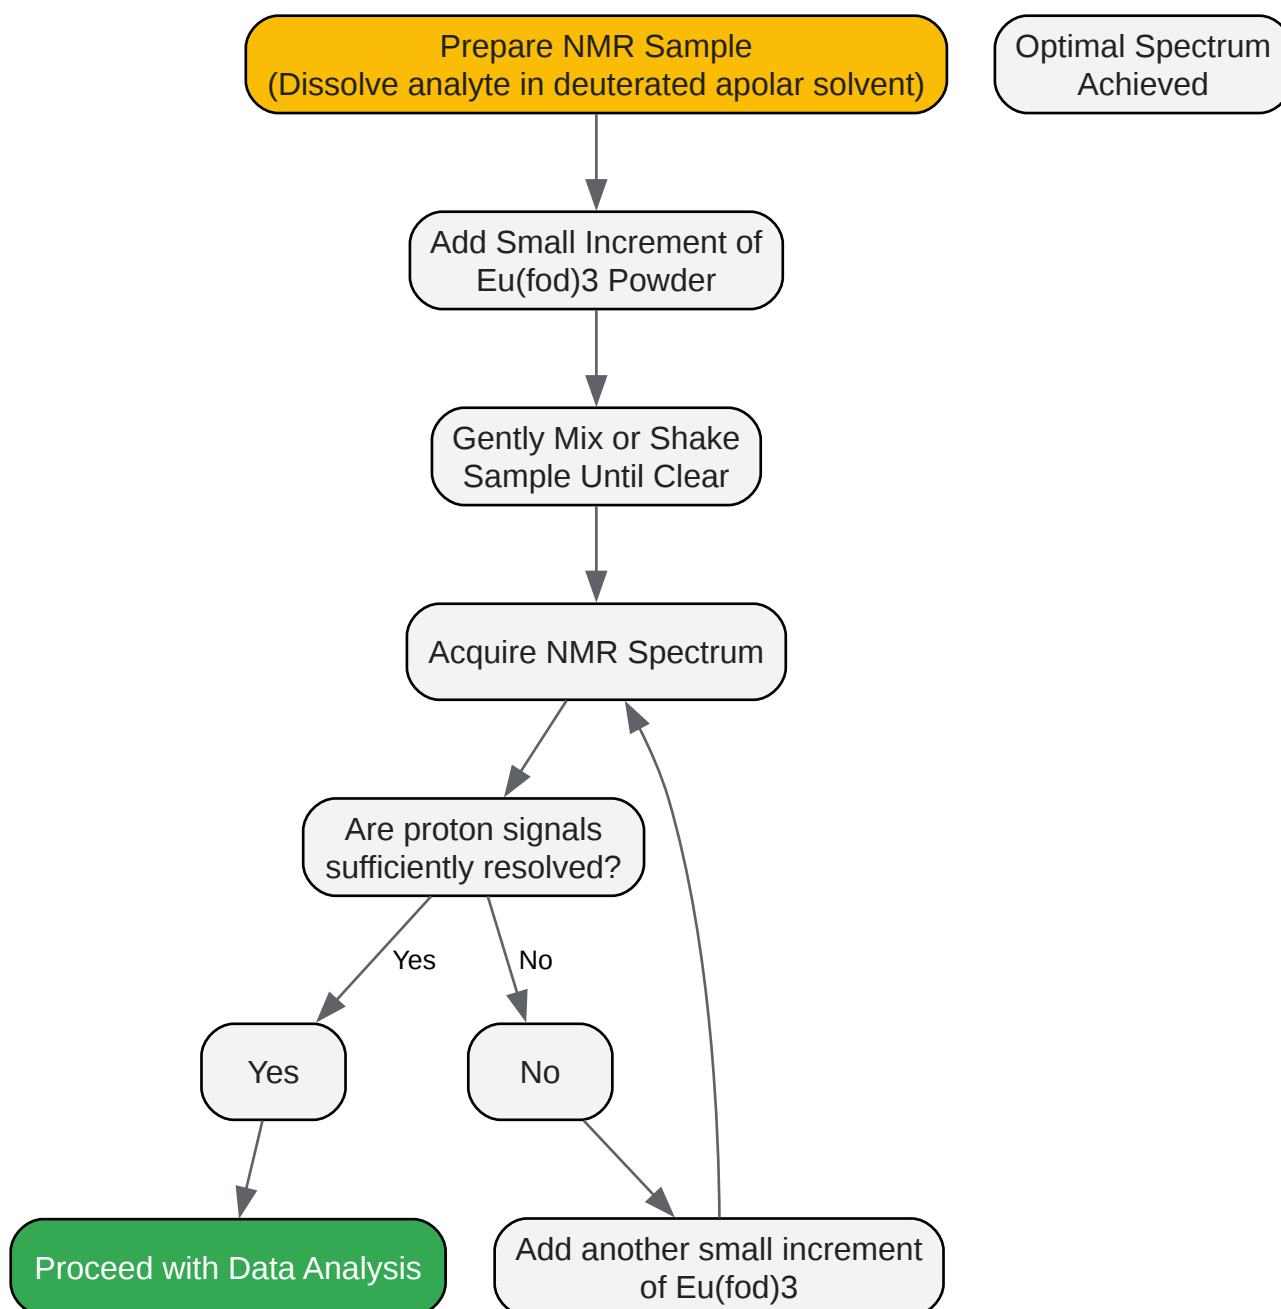 Prepare NMR Sample
(Dissolve analyte in deuterated apolar solvent)
Optimal Spectrum
Achieved
Add Small Increment of
Eu(fod)3 Powder
Gently Mix or Shake
Sample Until Clear
Acquire NMR Spectrum
Are proton signals
sufficiently resolved?
Yes
No
Yes
No
Proceed with Data Analysis
Add another small increment
of Eu(fod)3